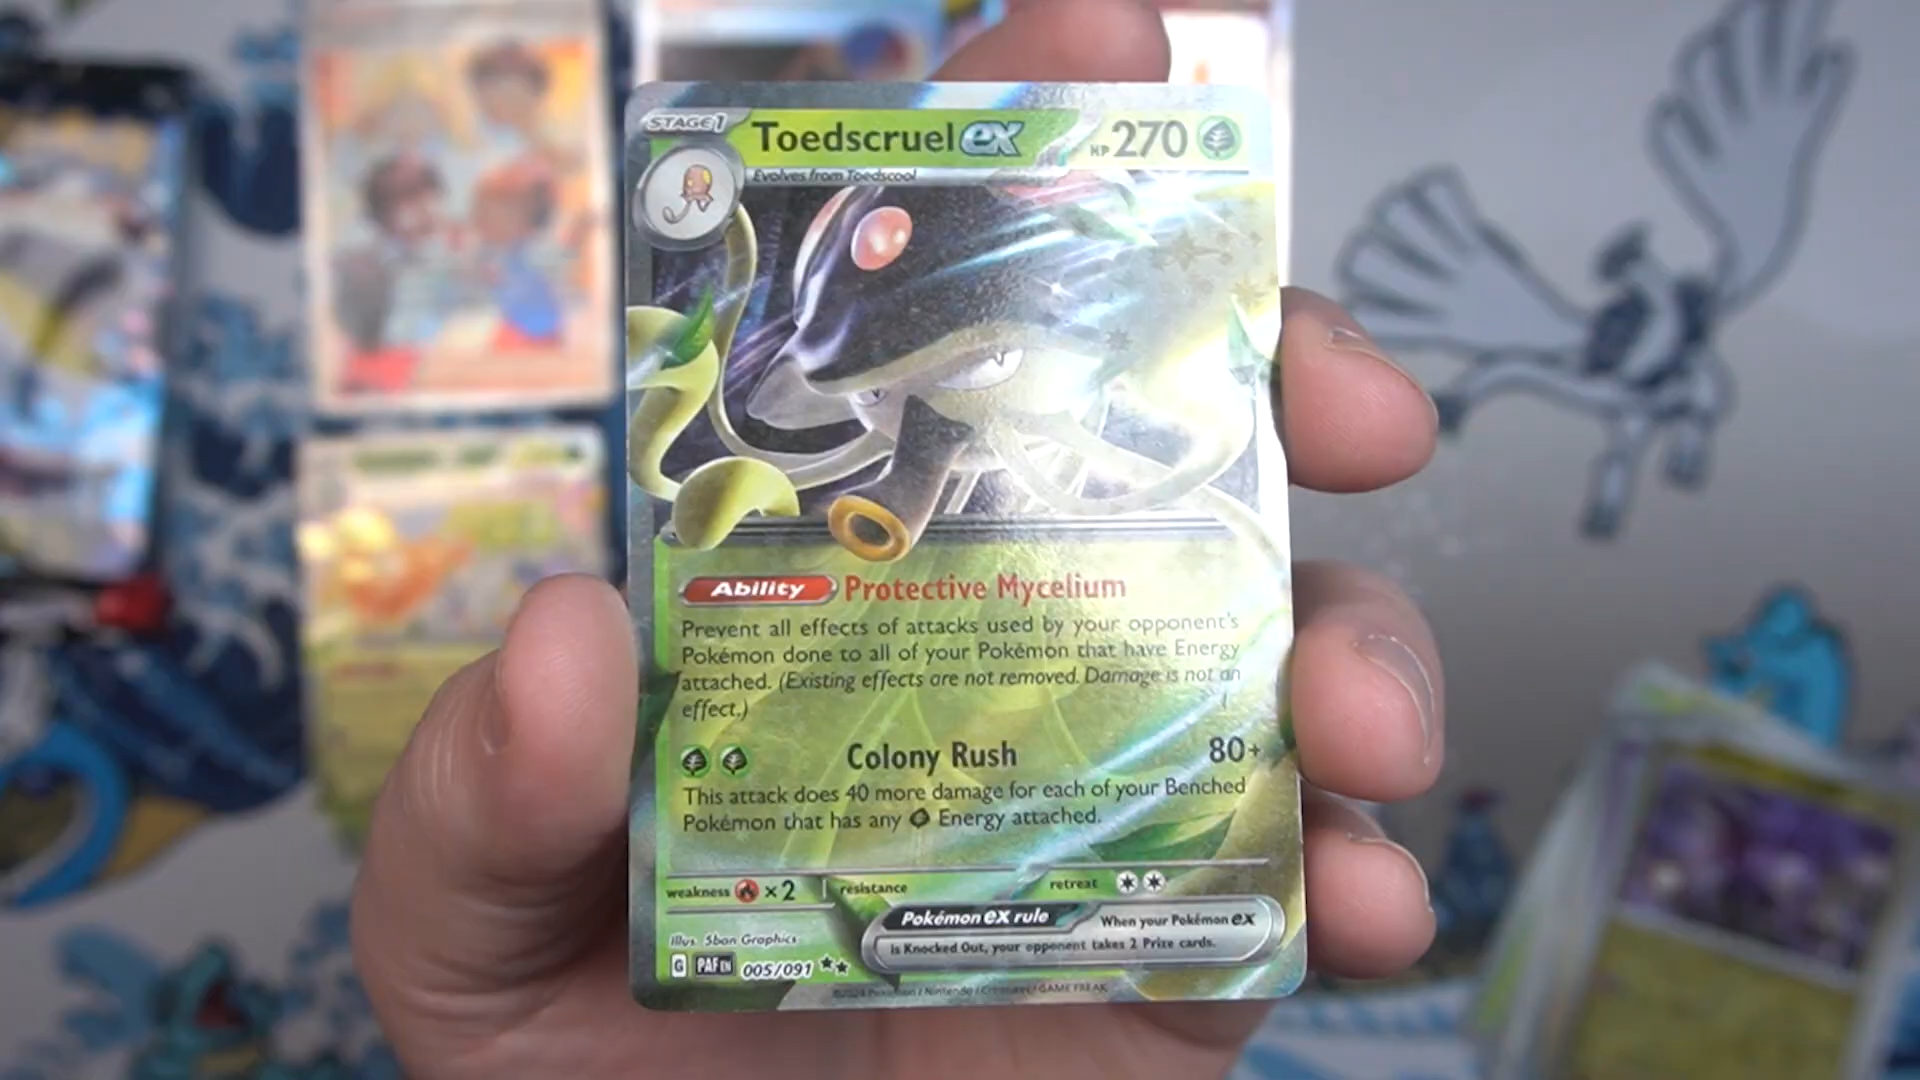 STAGE1 Toedscruel ex HP 270
Evolves from Toedscool
Ability Protective Mycelium
Prevent all effects of attacks used by your opponent's
Pokémon done to all of your Pokémon that have Energy
attached. (Existing effects are not removed. Damage is not an
effect.)
Colony Rush 80+
This attack does 40 more damage for each of your Benched
Pokémon that has any Energy attached.
weakness ×2 resistance retreat
Pokémon ex rule When your Pokémon ex
is Knocked Out, your opponent takes 2 Prize cards.
Illus. 5ban Graphics
G PAF EN 005/091
©2024 Pokémon / Nintendo / Creatures / GAME FREAK